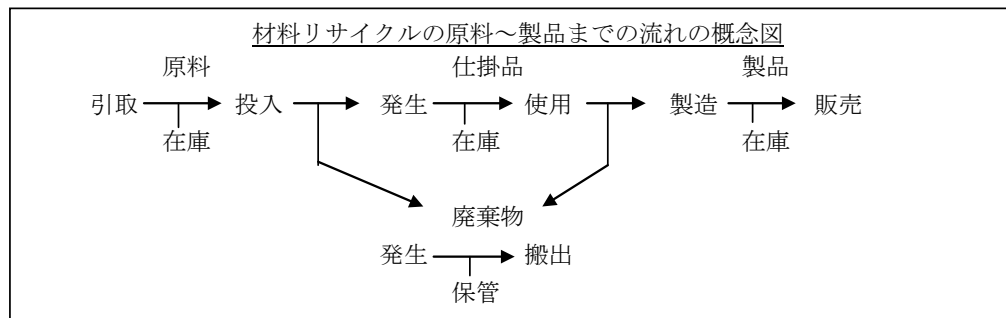 材料リサイクルの原料～製品までの流れの概念図
原料 仕掛品 製品
引取 投入 発生 使用 製造 販売
在庫 在庫 在庫
廃棄物
発生 搬出
保管